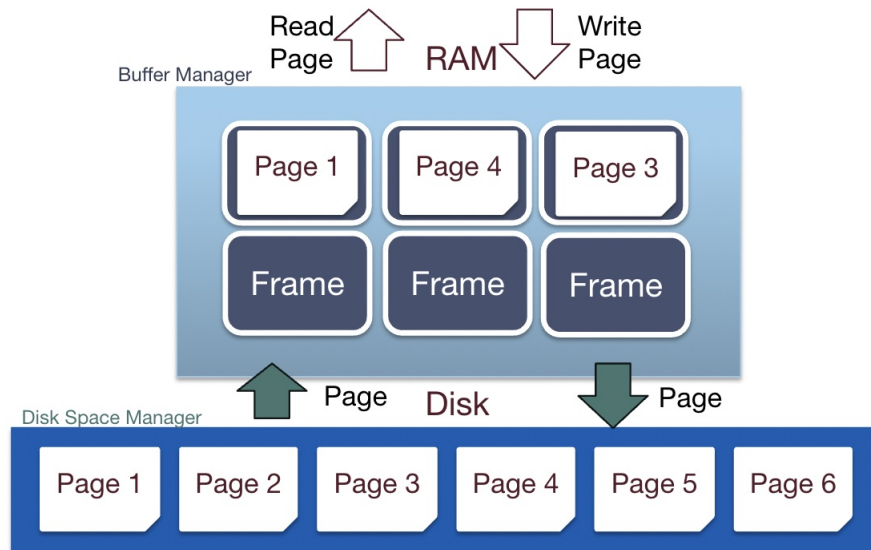 Read
Page
RAM
Write
Page
Buffer Manager
Page 1
Page 4
Page 3
Frame
Frame
Frame
Page
Disk
Page
Disk Space Manager
Page 1
Page 2
Page 3
Page 4
Page 5
Page 6